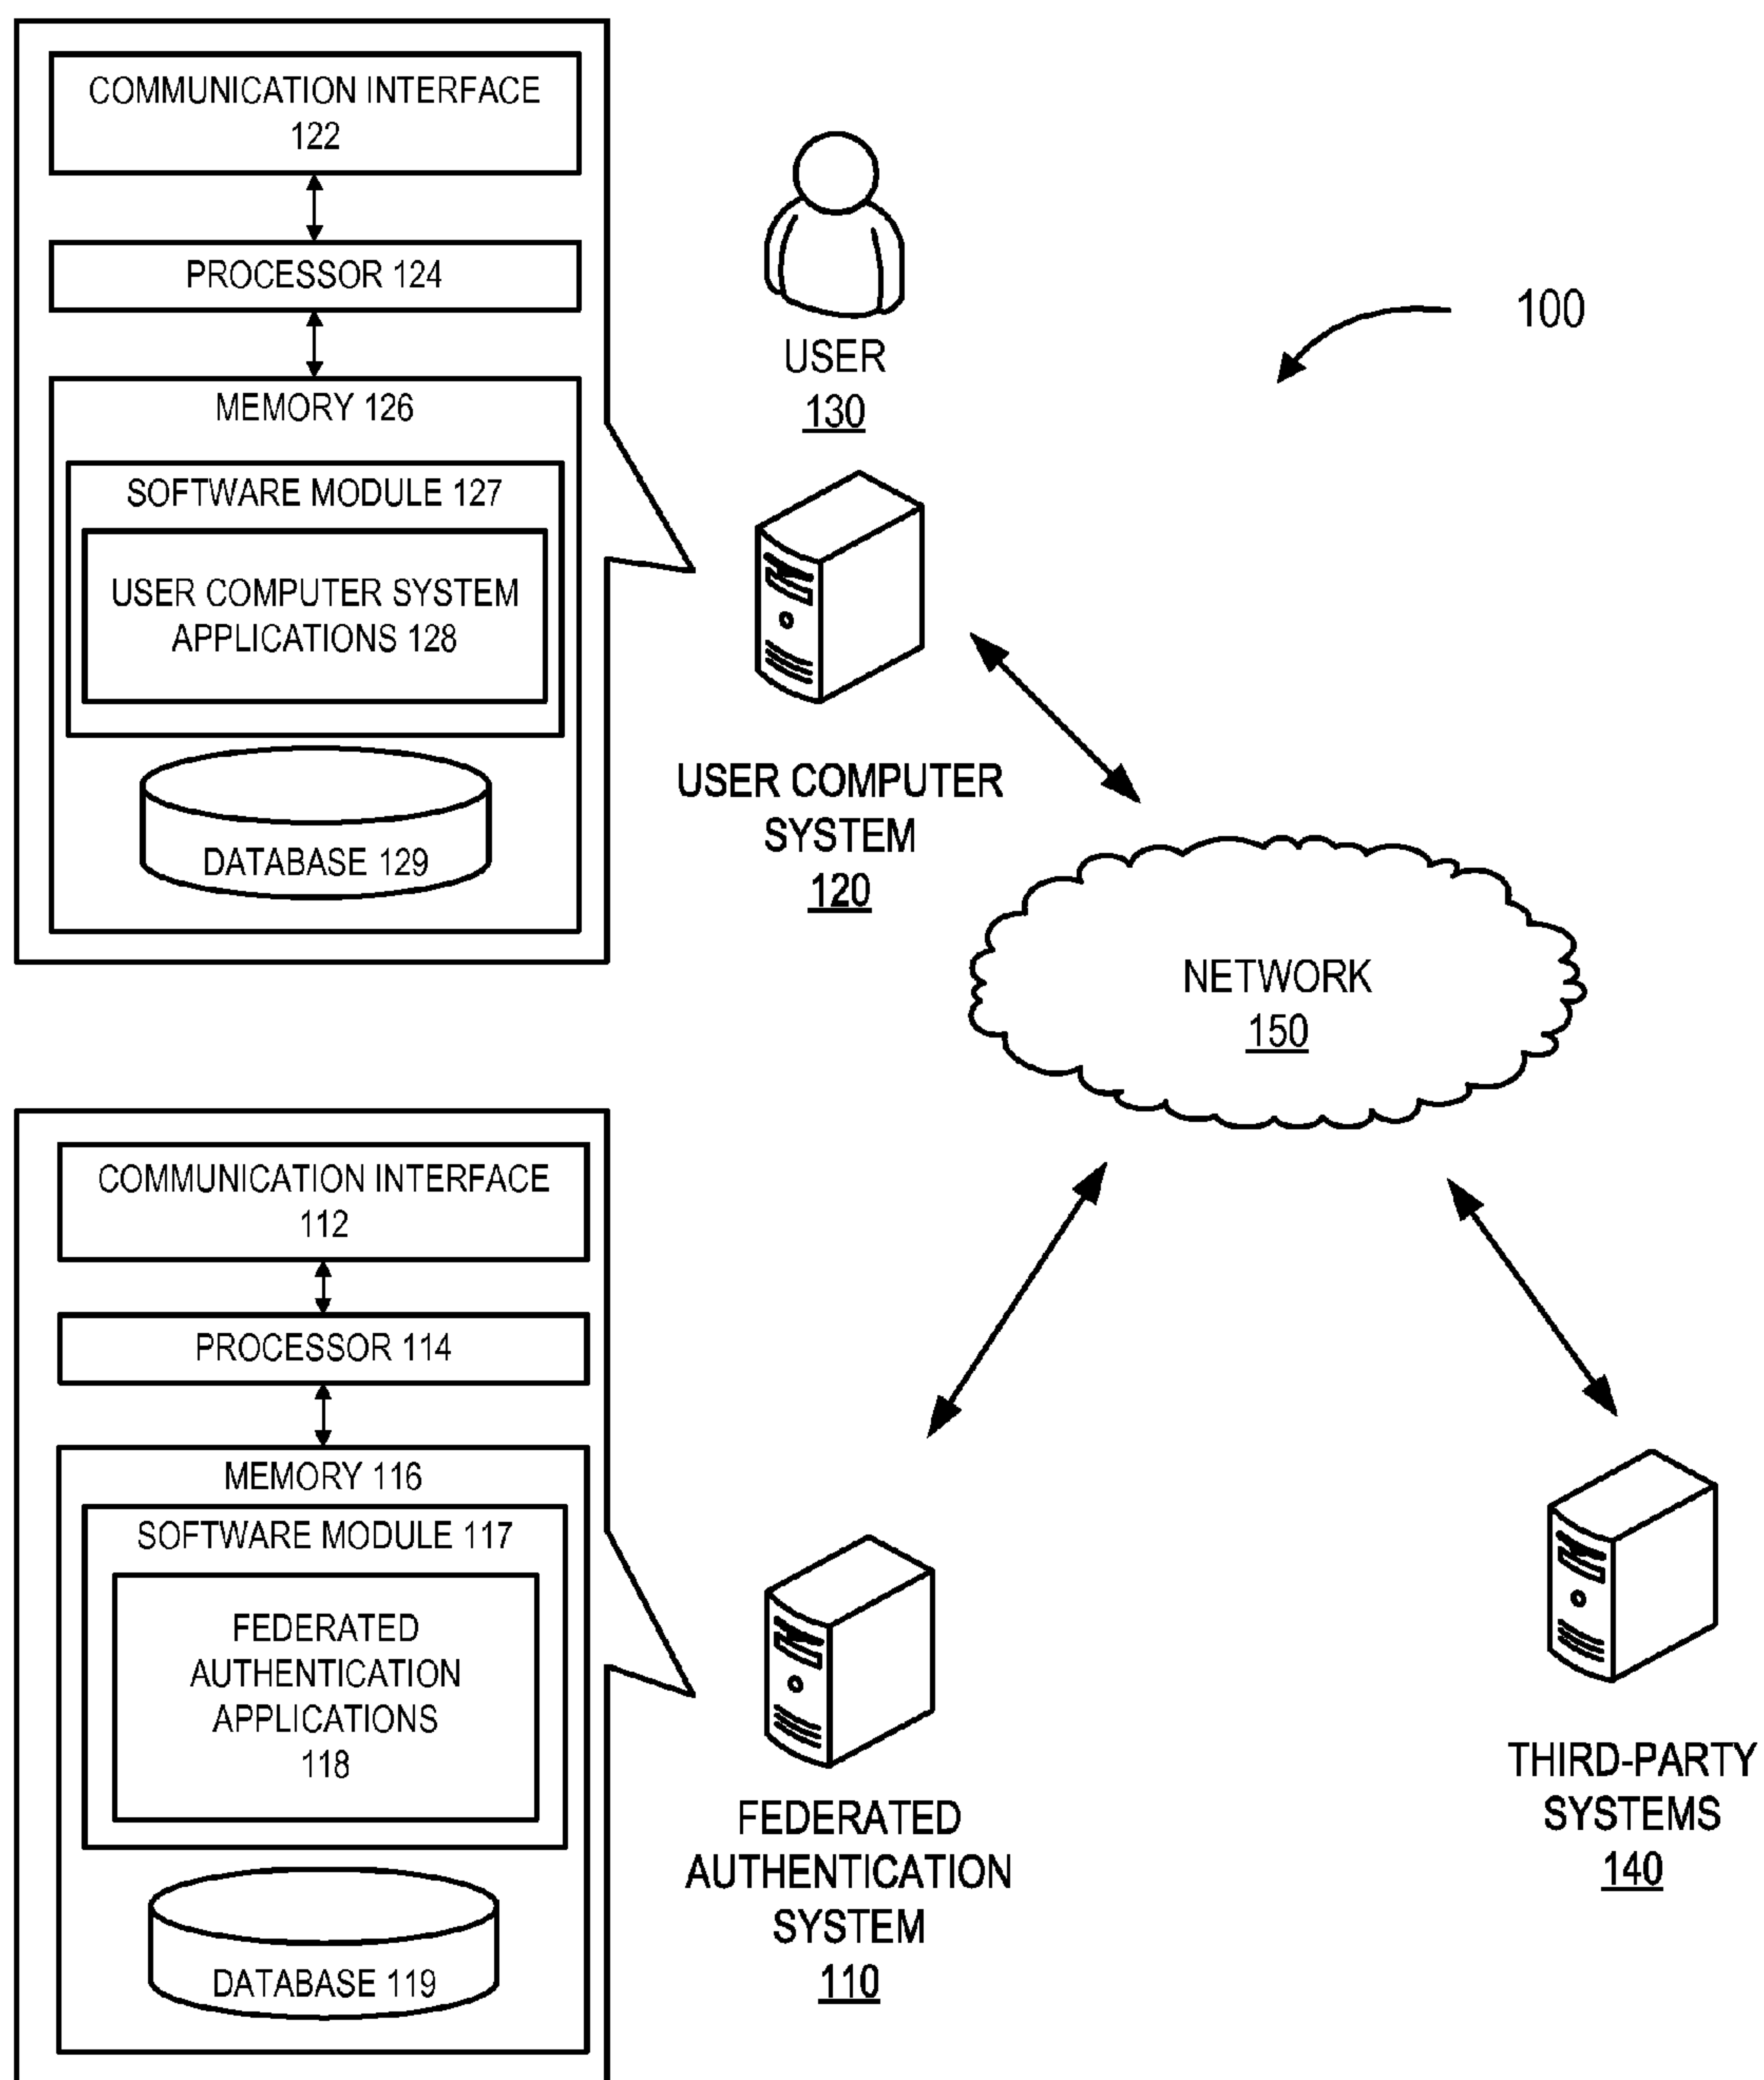 COMMUNICATION INTERFACE
122
PROCESSOR 124
MEMORY 126
SOFTWARE MODULE 127
USER COMPUTER SYSTEM
APPLICATIONS 128
DATABASE 129
USER
130
100
USER COMPUTER
SYSTEM
120
NETWORK
150
COMMUNICATION INTERFACE
112
PROCESSOR 114
MEMORY 116
SOFTWARE MODULE 117
FEDERATED
AUTHENTICATION
APPLICATIONS
118
DATABASE 119
FEDERATED
AUTHENTICATION
SYSTEM
110
THIRD-PARTY
SYSTEMS
140